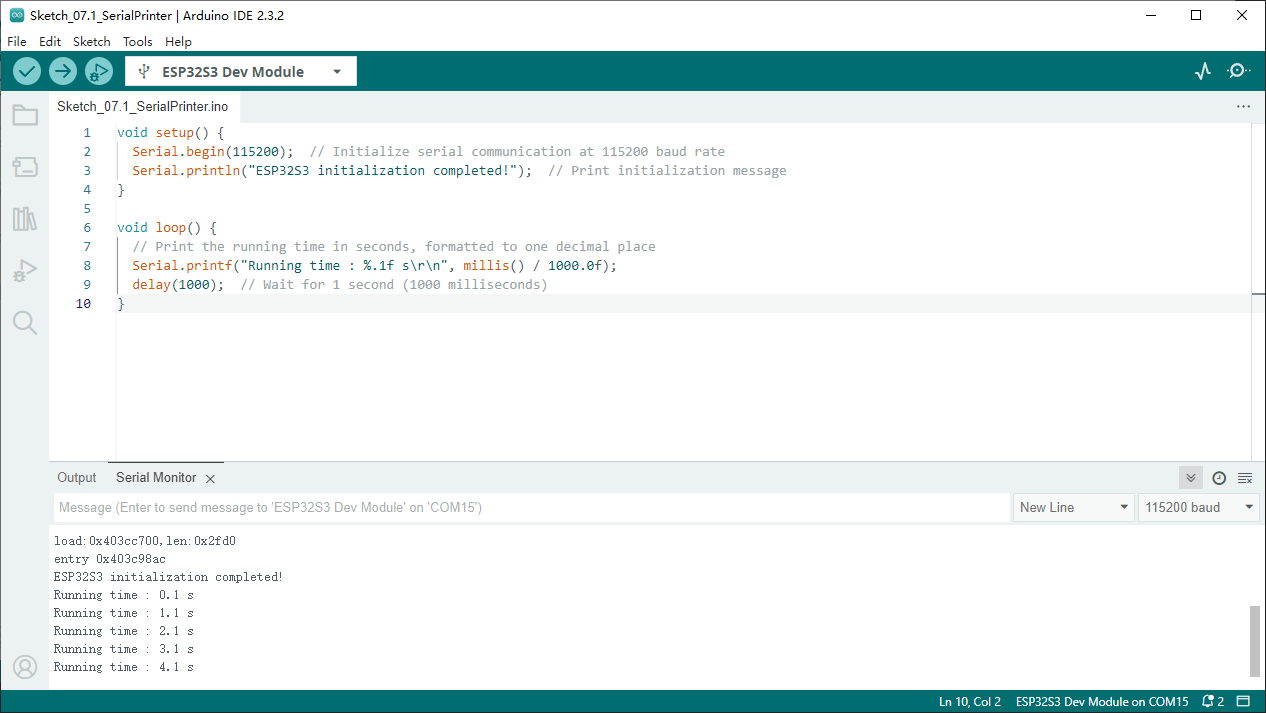 Sketch_07.1_SerialPrinter | Arduino IDE 2.3.2
File Edit Sketch Tools Help
ESP32S3 Dev Module
Sketch_07.1_SerialPrinter.ino
1 void setup() {
2 Serial.begin(115200);  // Initialize serial communication at 115200 baud rate
3 Serial.println("ESP32S3 initialization completed!");  // Print initialization message
4 }
5
6 void loop() {
7 // Print the running time in seconds, formatted to one decimal place
8 Serial.printf("Running time : %.1f s\r\n", millis() / 1000.0f);
9 delay(1000);  // Wait for 1 second (1000 milliseconds)
10 }
Output Serial Monitor
Message (Enter to send message to 'ESP32S3 Dev Module' on 'COM15') New Line 115200 baud
load:0x403cc700,len:0x2fd0
entry 0x403c98ac
ESP32S3 initialization completed!
Running time : 0.1 s
Running time : 1.1 s
Running time : 2.1 s
Running time : 3.1 s
Running time : 4.1 s
Ln 10, Col 2 ESP32S3 Dev Module on COM15 2